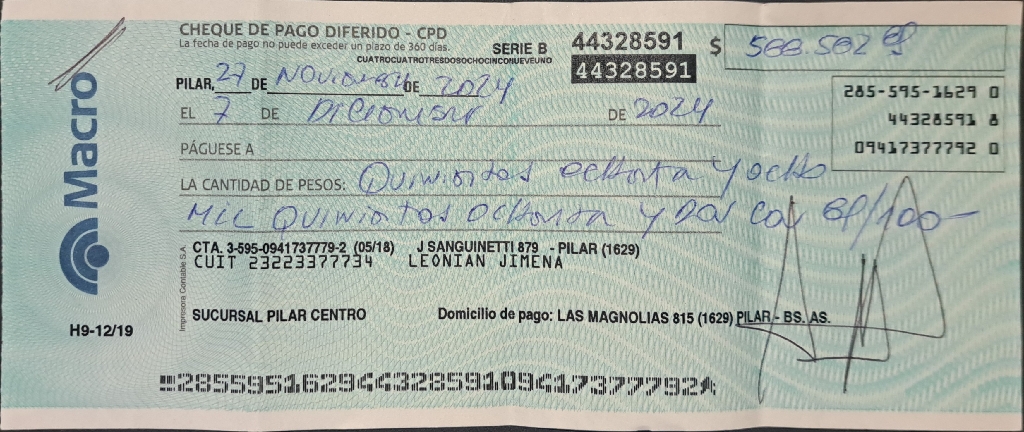 CHEQUE DE PAGO DIFERIDO - CPD
La fecha de pago no puede exceder un plazo de 360 días.
SERIE B 44328591 $ 588.582
CUATROCUATROTRESDOSOCHOCINCONUEVEUNO
44328591
PILAR, 27 DE NOVIEMBRE DE 2024
285-595-1629 0
EL 7 DE DICIEMBRE DE 2024
44328591 8
PÁGUESE A
09417377792 0
LA CANTIDAD DE PESOS: Quinientos ochenta y ocho
MIL QUINIENTOS OCHENTA Y DOS CON /100-
CTA. 3-595-0941737779-2 (05/18) J SANGUINETTI 879 - PILAR (1629)
CUIT 23223377734 LEONIAN JIMENA
SUCURSAL PILAR CENTRO Domicilio de pago: LAS MAGNOLIAS 815 (1629) PILAR - BS. AS.
Macro
H9-12/19
Impresora Contable S.A.
28559516294432859109417377792